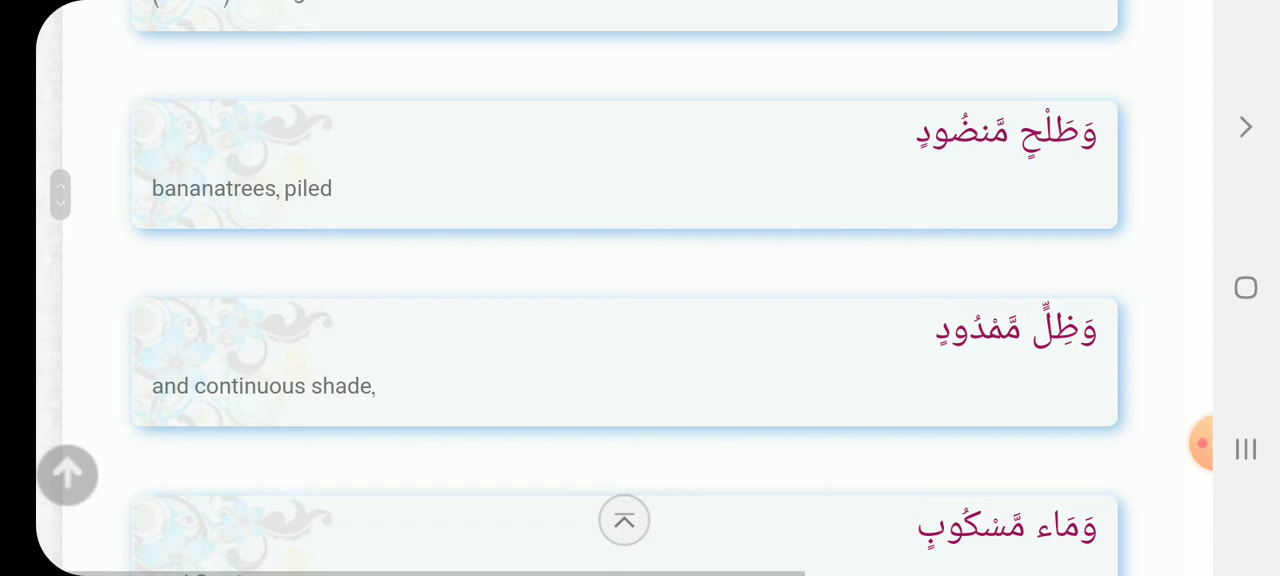 وَطَلْحٍ مَّنضُودٍ
bananatrees, piled
وَظِلٍّ مَّمْدُودٍ
and continuous shade,
وَمَاء مَّسْكُوبٍ